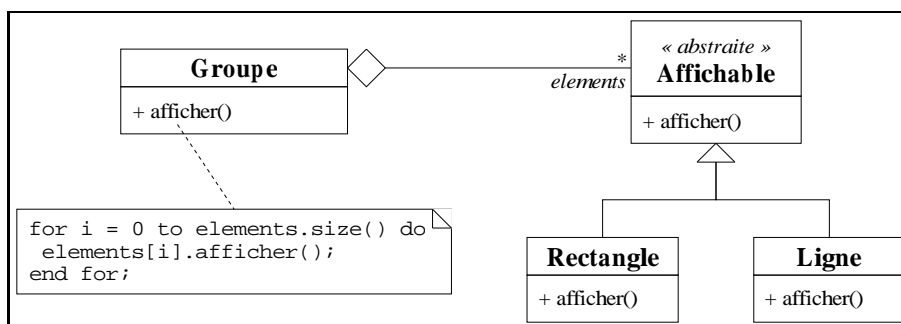 Groupe
+ afficher()
*
elements
« abstraite »
Affichable
+ afficher()
for i = 0 to elements.size() do
elements[i].afficher();
end for;
Rectangle
+ afficher()
Ligne
+ afficher()